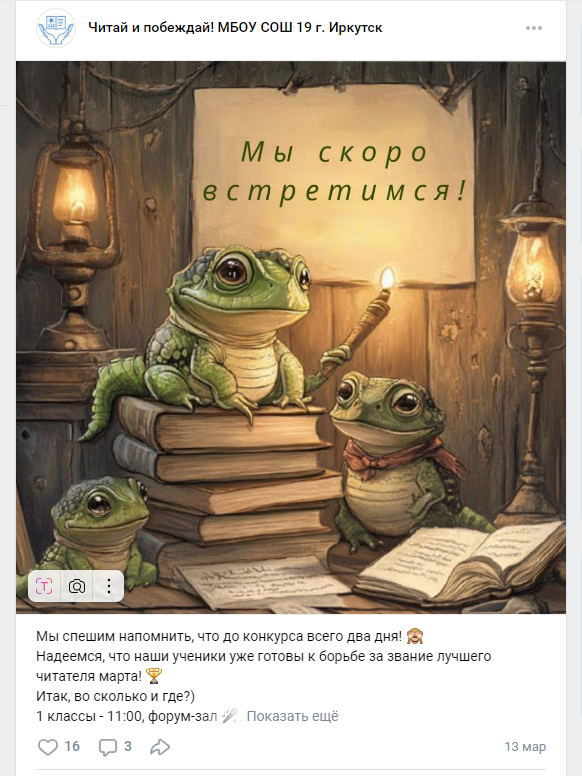 Читай и побеждай! МБОУ СОШ 19 г. Иркутск
Мы скоро
встретимся!
Мы спешим напомнить, что до конкурса всего два дня! 🙈
Надеемся, что наши ученики уже готовы к борьбе за звание лучшего
читателя марта! 🏆
Итак, во сколько и где?)
1 классы - 11:00, форум-зал Показать ещё
16 3 13 мар